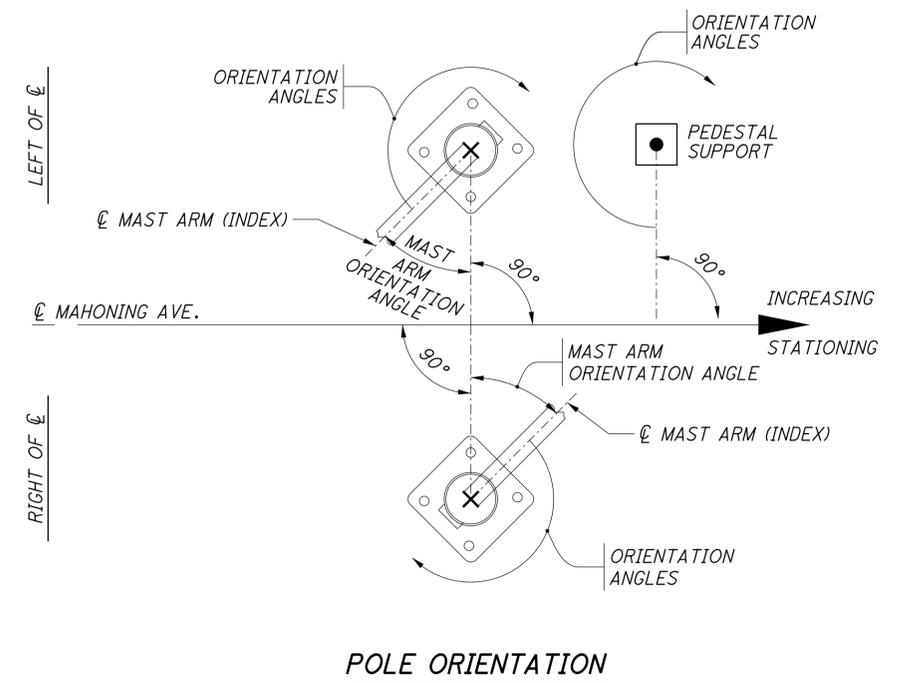 ORIENTATION
ANGLES
ORIENTATION
ANGLES
LEFT OF ℄
PEDESTAL
SUPPORT
℄ MAST ARM (INDEX)
MAST
ARM
ORIENTATION
ANGLE
90°
90°
℄ MAHONING AVE.
INCREASING
STATIONING
90°
MAST ARM
ORIENTATION ANGLE
℄ MAST ARM (INDEX)
RIGHT OF ℄
ORIENTATION
ANGLES
POLE ORIENTATION